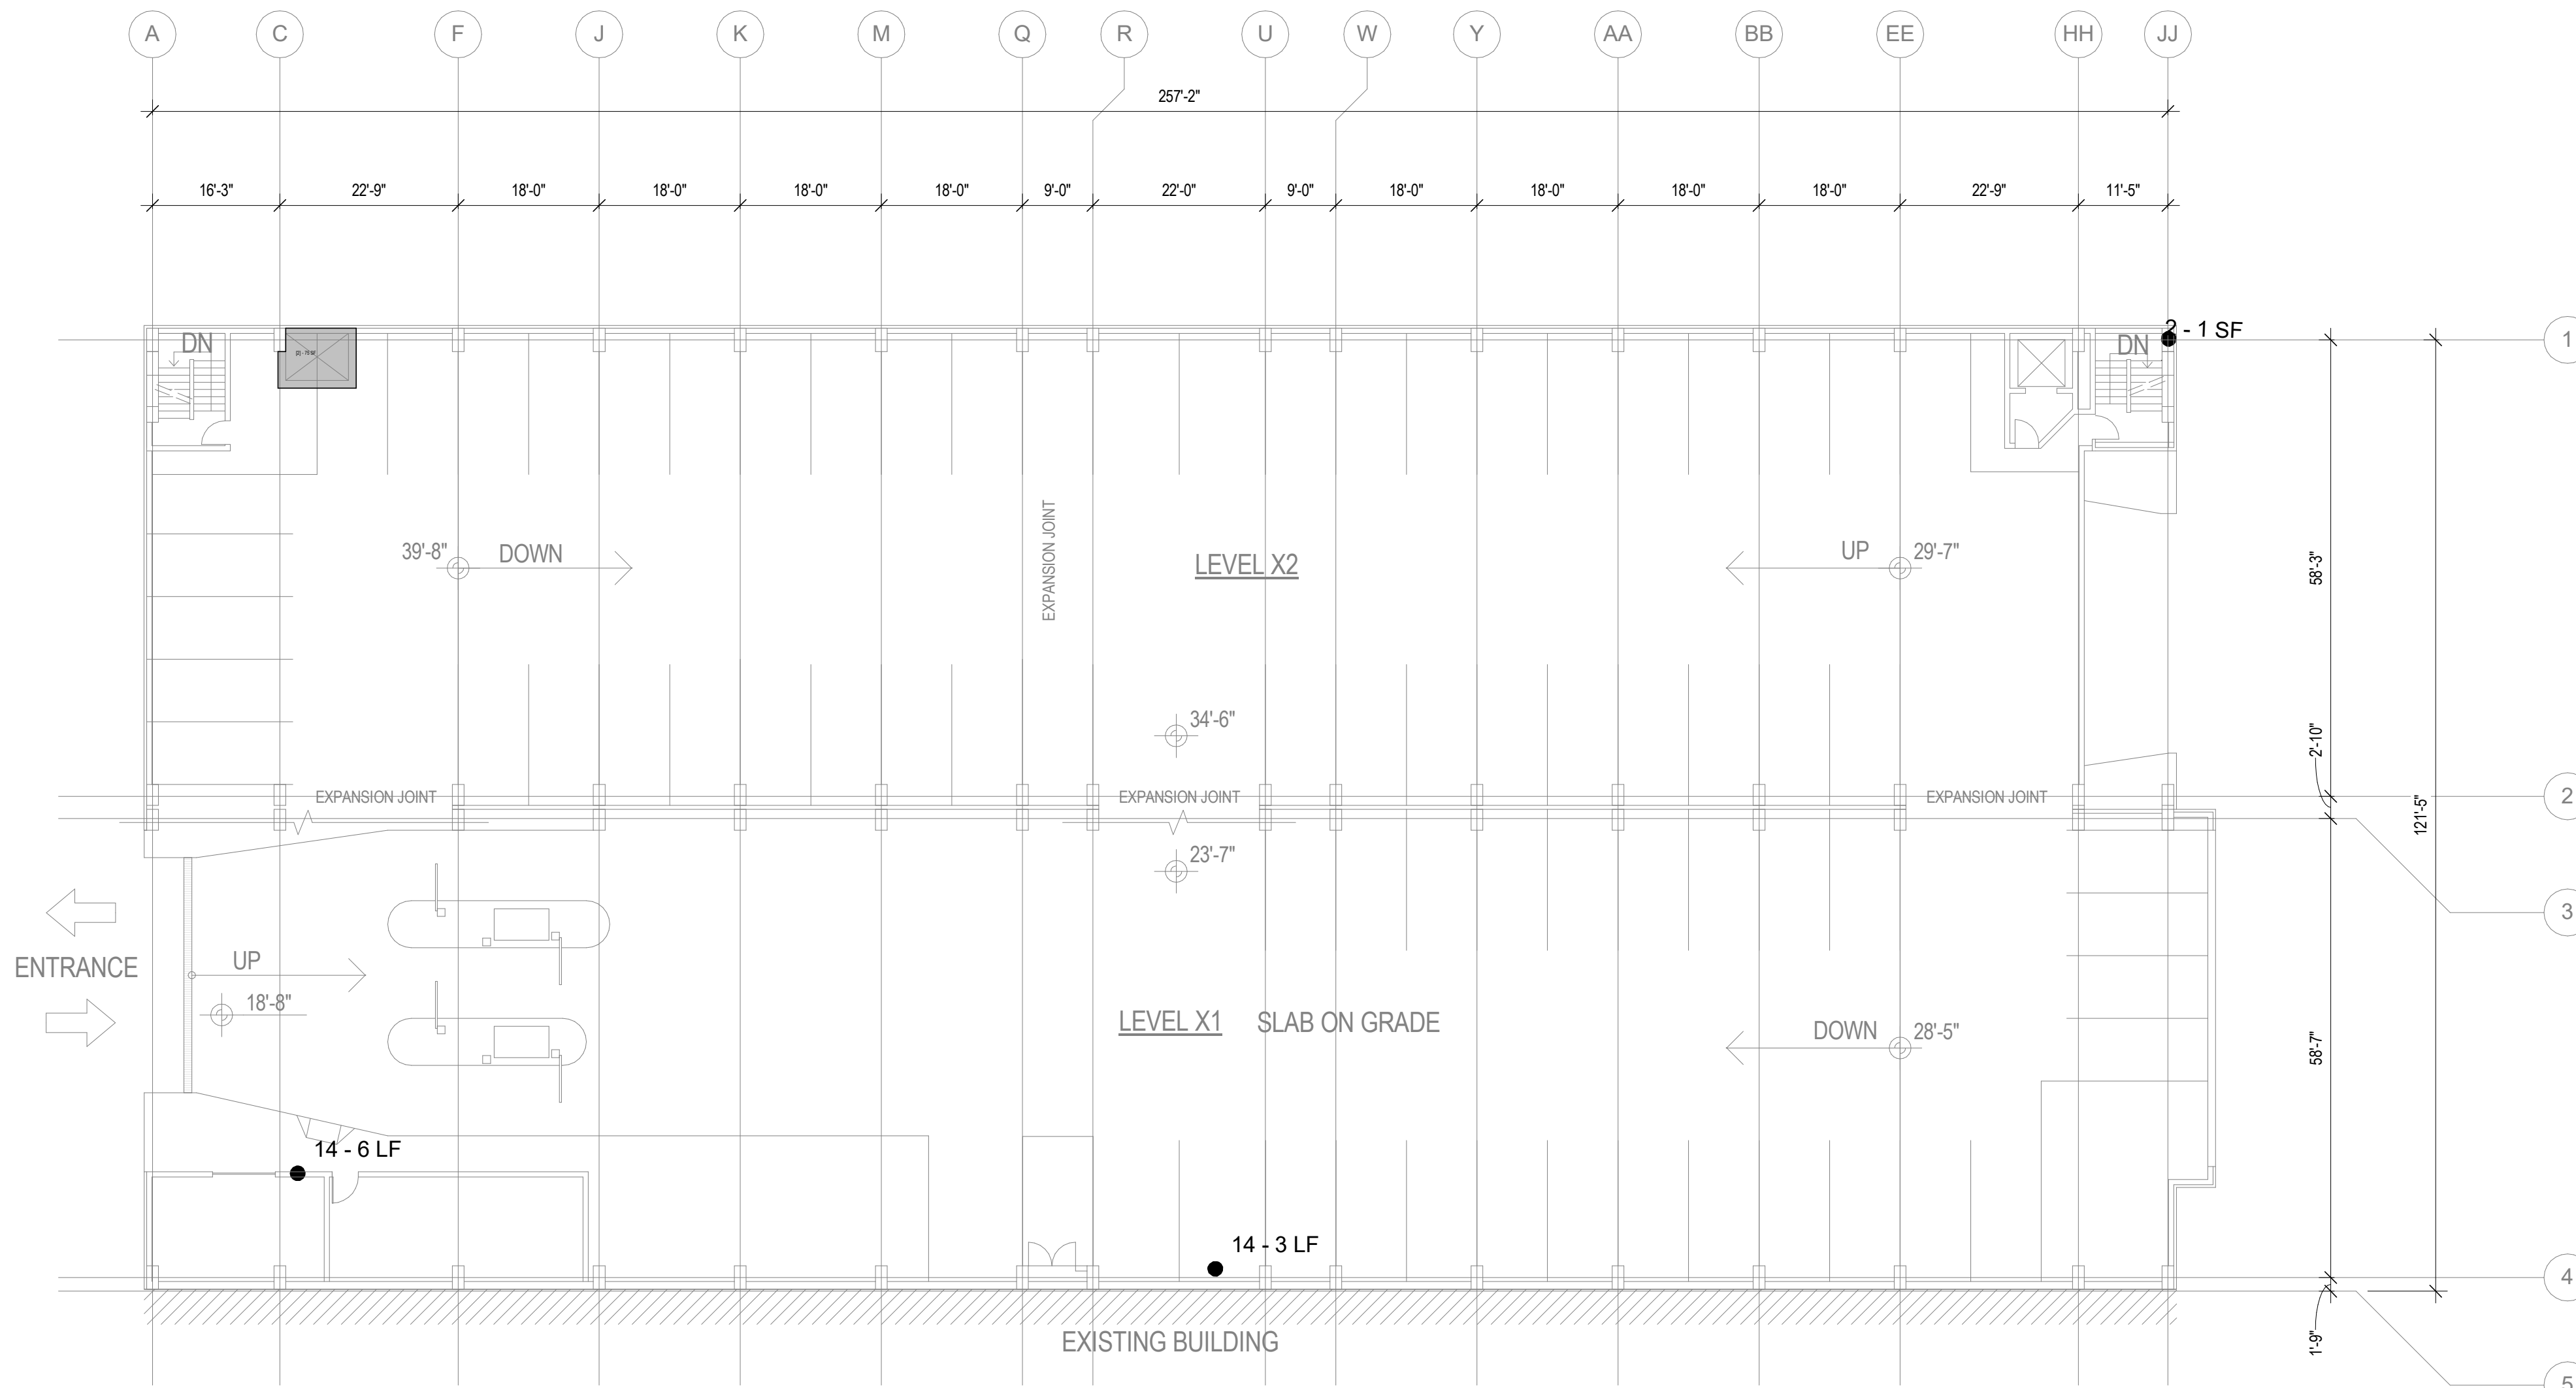 A C F J K M Q R U W Y AA BB EE HH JJ
257'-2"
16'-3" 22'-9" 18'-0" 18'-0" 18'-0" 18'-0" 9'-0" 22'-0" 9'-0" 18'-0" 18'-0" 18'-0" 18'-0" 22'-9" 11'-5"
2 - 1 SF
1
DN
DN
39'-8" DOWN
EXPANSION JOINT
LEVEL X2
UP 29'-7"
58'-3"
34'-6"
2'-10"
EXPANSION JOINT
EXPANSION JOINT
EXPANSION JOINT
2
121'-5"
23'-7"
3
ENTRANCE
UP
18'-8"
LEVEL X1 SLAB ON GRADE
DOWN 28'-5"
58'-7"
14 - 6 LF
14 - 3 LF
4
EXISTING BUILDING
1'-9"
5